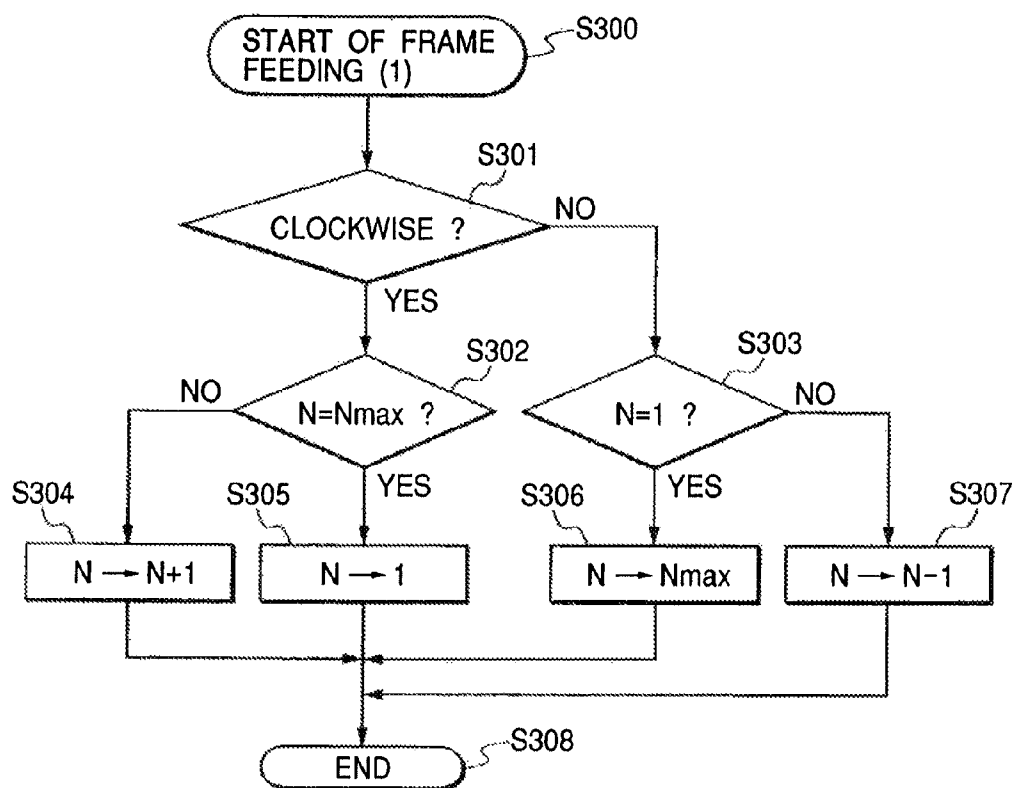 START OF FRAME
FEEDING (1)
S300
S301
CLOCKWISE ?
NO
YES
S302
S303
NO
N=Nmax ?
N=1 ?
NO
YES
YES
S304
S305
S306
S307
N → N+1
N → 1
N → Nmax
N → N-1
S308
END